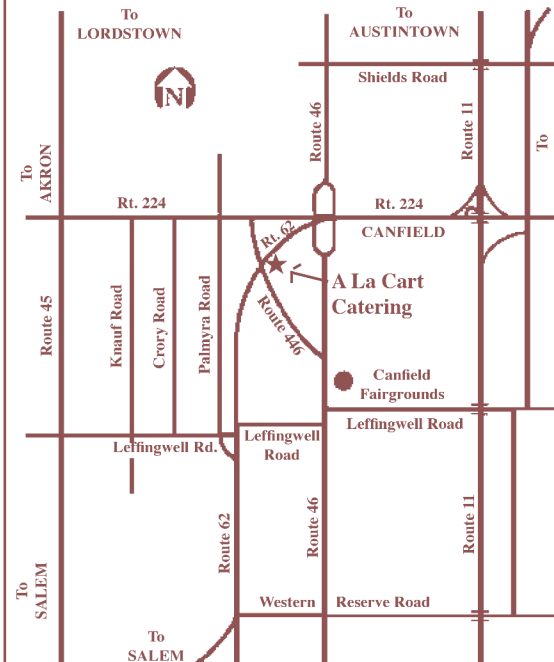 To
LORDSTOWN
To
AUSTINTOWN
N
Shields Road
Route 46
Route 11
To
To
AKRON
Rt. 224
Rt. 224
CANFIELD
Rt. 62
A La Cart
Catering
Route 45
Knauf Road
Crory Road
Palmyra Road
Route 446
Canfield
Fairgrounds
Leffingwell Road
Leffingwell Rd.
Leffingwell
Road
Route 62
Route 46
Route 11
To
SALEM
Western Reserve Road
To
SALEM